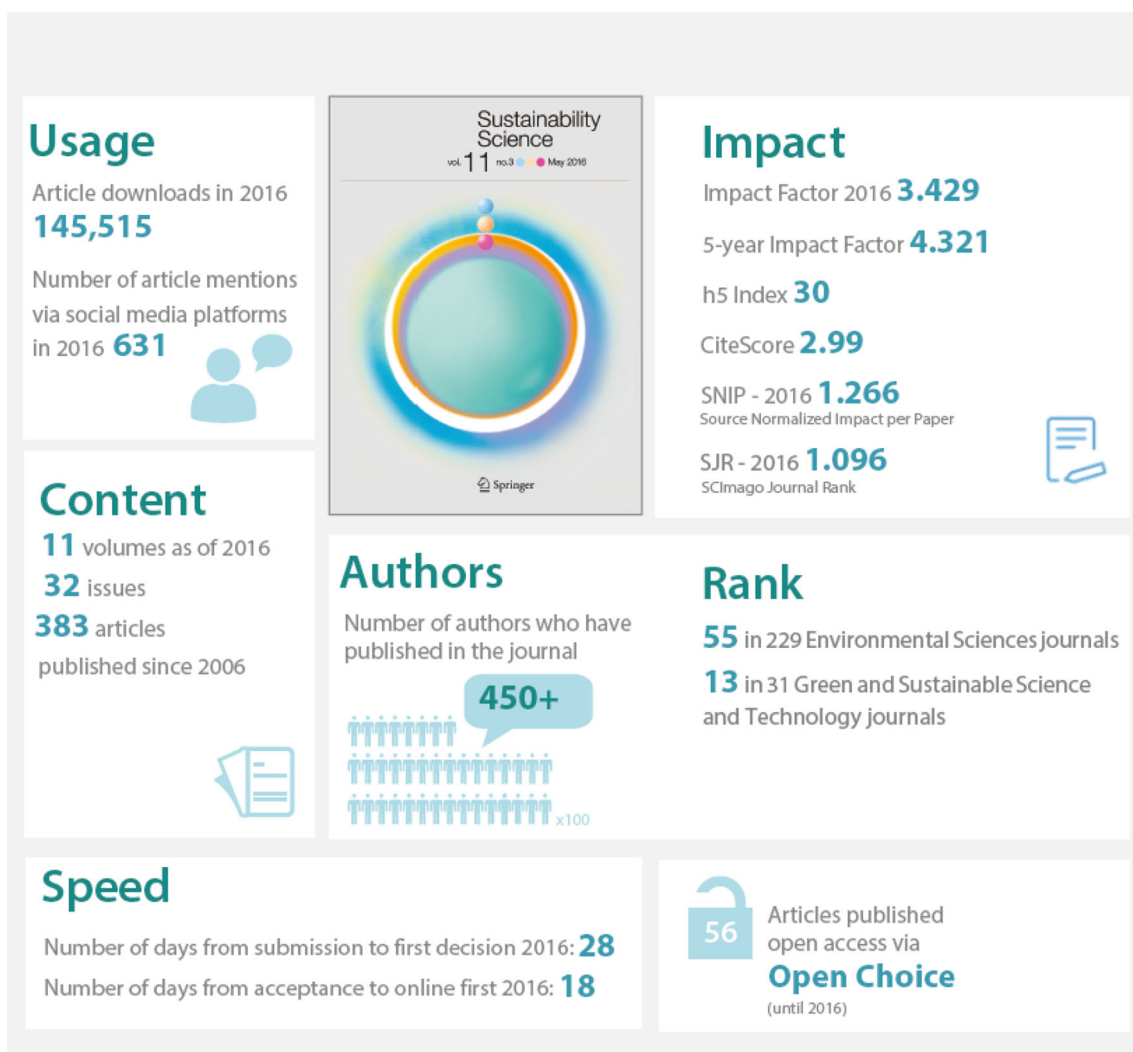 Usage
Article downloads in 2016
145,515
Number of article mentions
via social media platforms
in 2016 631
Sustainability
Science
vol. 11 no.3 May 2016
Springer
Impact
Impact Factor 2016 3.429
5-year Impact Factor 4.321
h5 Index 30
CiteScore 2.99
SNIP - 2016 1.266
Source Normalized Impact per Paper
SJR - 2016 1.096
SCImago Journal Rank
Content
11 volumes as of 2016
32 issues
383 articles
published since 2006
Authors
Number of authors who have
published in the journal
450+
x100
Rank
55 in 229 Environmental Sciences journals
13 in 31 Green and Sustainable Science
and Technology journals
Speed
Number of days from submission to first decision 2016: 28
Number of days from acceptance to online first 2016: 18
56
Articles published
open access via
Open Choice
(until 2016)